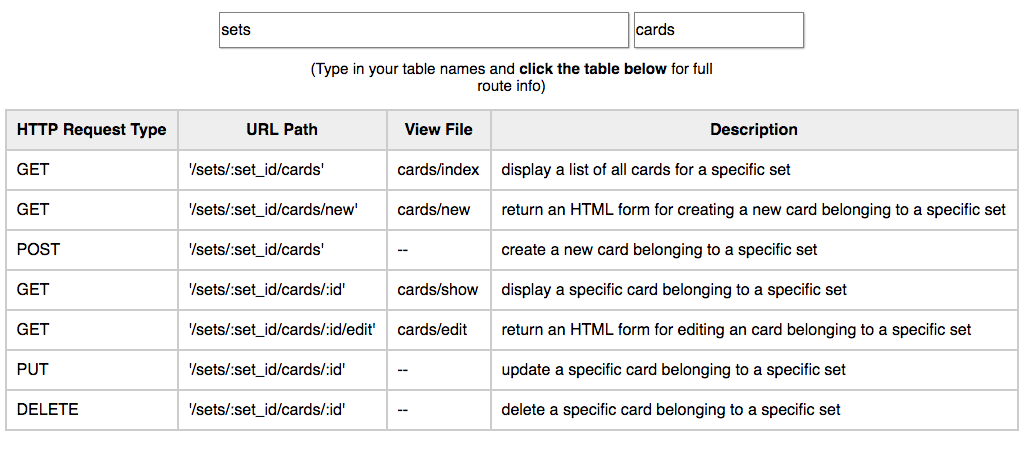 sets cards
(Type in your table names and click the table below for full
route info)
HTTP Request Type URL Path View File Description
GET '/sets/:set_id/cards' cards/index display a list of all cards for a specific set
GET '/sets/:set_id/cards/new' cards/new return an HTML form for creating a new card belonging to a specific set
POST '/sets/:set_id/cards' -- create a new card belonging to a specific set
GET '/sets/:set_id/cards/:id' cards/show display a specific card belonging to a specific set
GET '/sets/:set_id/cards/:id/edit' cards/edit return an HTML form for editing an card belonging to a specific set
PUT '/sets/:set_id/cards/:id' -- update a specific card belonging to a specific set
DELETE '/sets/:set_id/cards/:id' -- delete a specific card belonging to a specific set